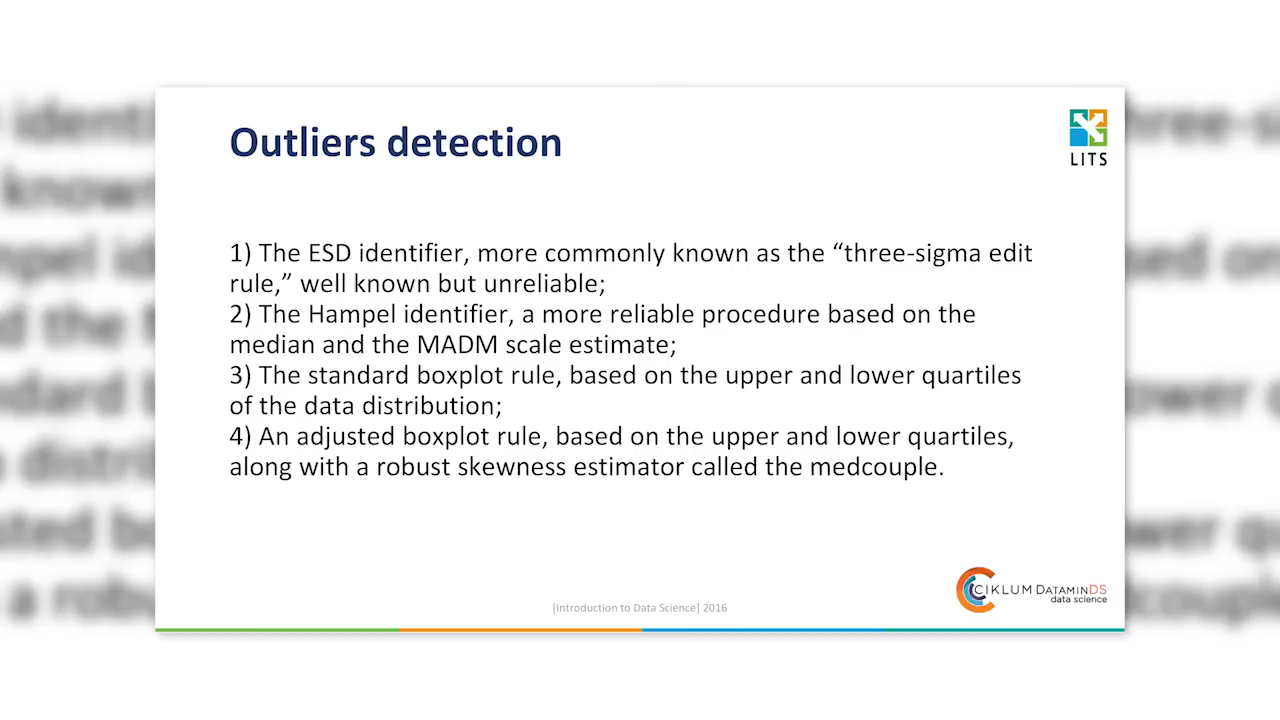 Outliers detection
LITS
1) The ESD identifier, more commonly known as the “three-sigma edit
rule,” well known but unreliable;
2) The Hampel identifier, a more reliable procedure based on the
median and the MADM scale estimate;
3) The standard boxplot rule, based on the upper and lower quartiles
of the data distribution;
4) An adjusted boxplot rule, based on the upper and lower quartiles,
along with a robust skewness estimator called the medcouple.
CIKLUM DATAMINDS
data science
[Introduction to Data Science] 2016